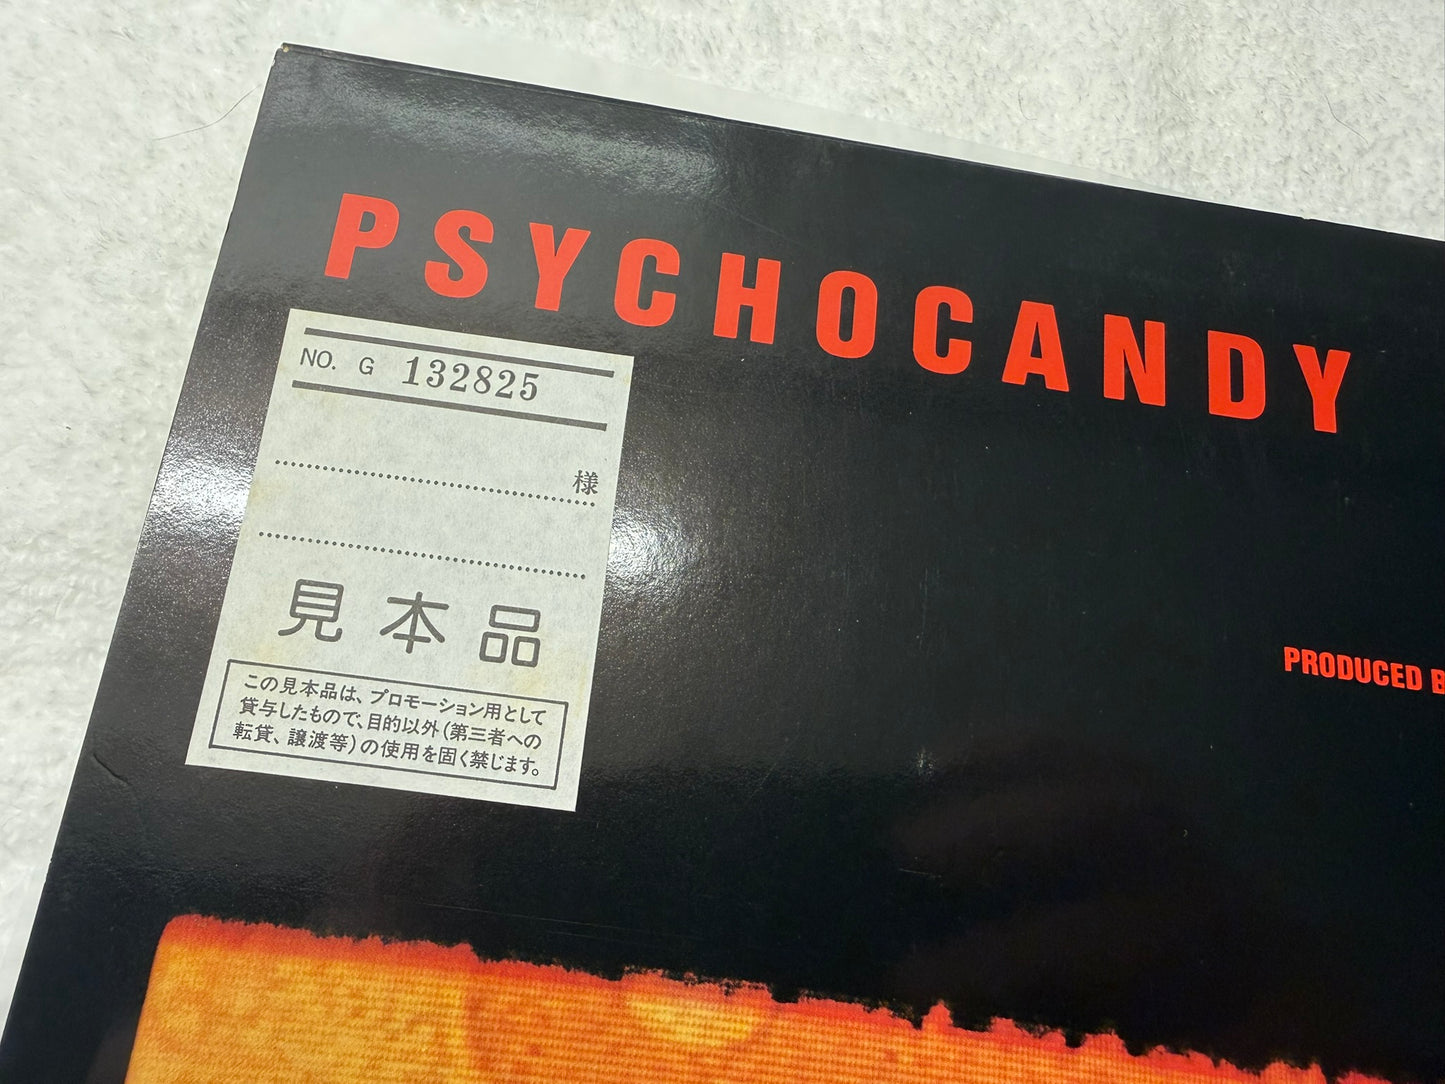 PSYCHOCANDY
NO. G 132825
様
見本品
この見本品は、プロモーション用として
貸与したもので、目的以外(第三者への
転貸、譲渡等)の使用を固く禁じます。
PRODUCED B